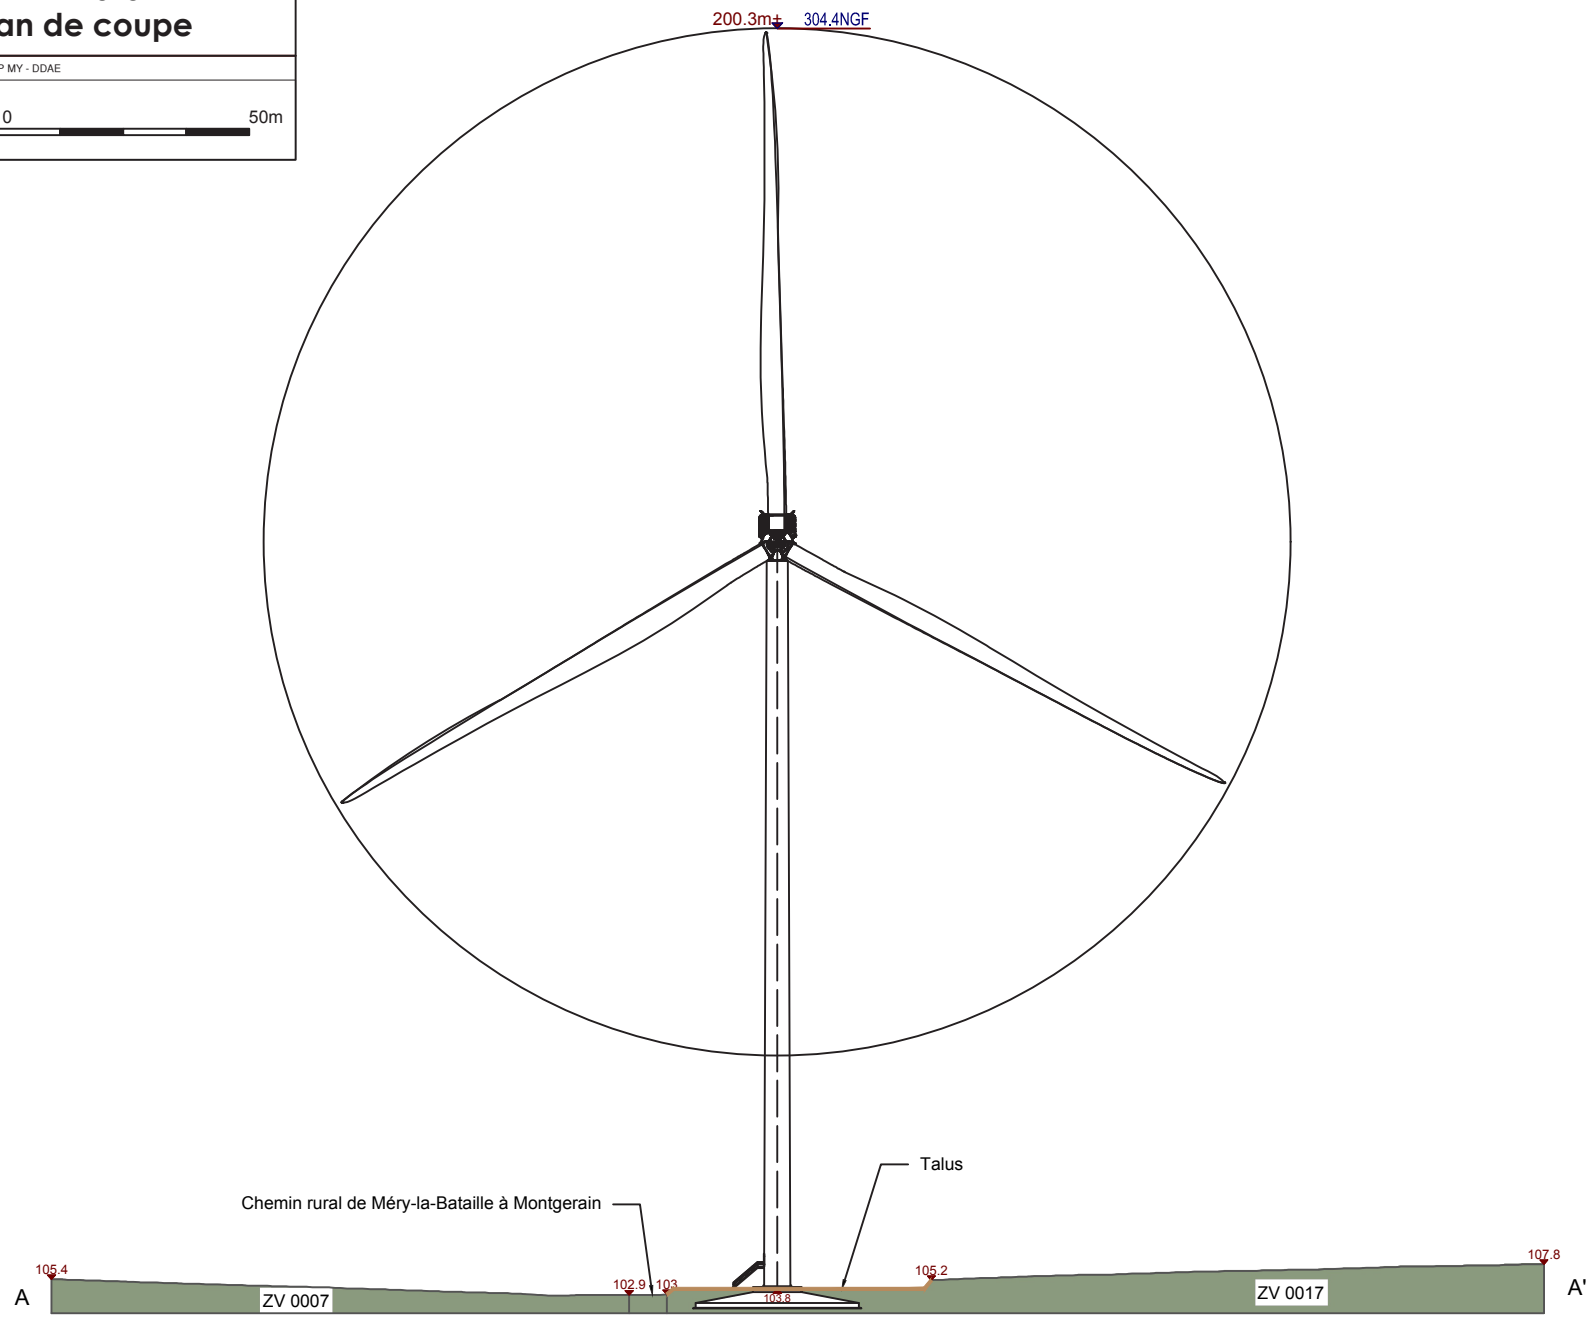 an de coupe
P MY - DDAE
0 50m
200.3m+ 304.4NGF
Talus
Chemin rural de Méry-la-Bataille à Montgerain
105.4
102.9 103
105.2
107.8
103.8
A
ZV 0007
ZV 0017
A'